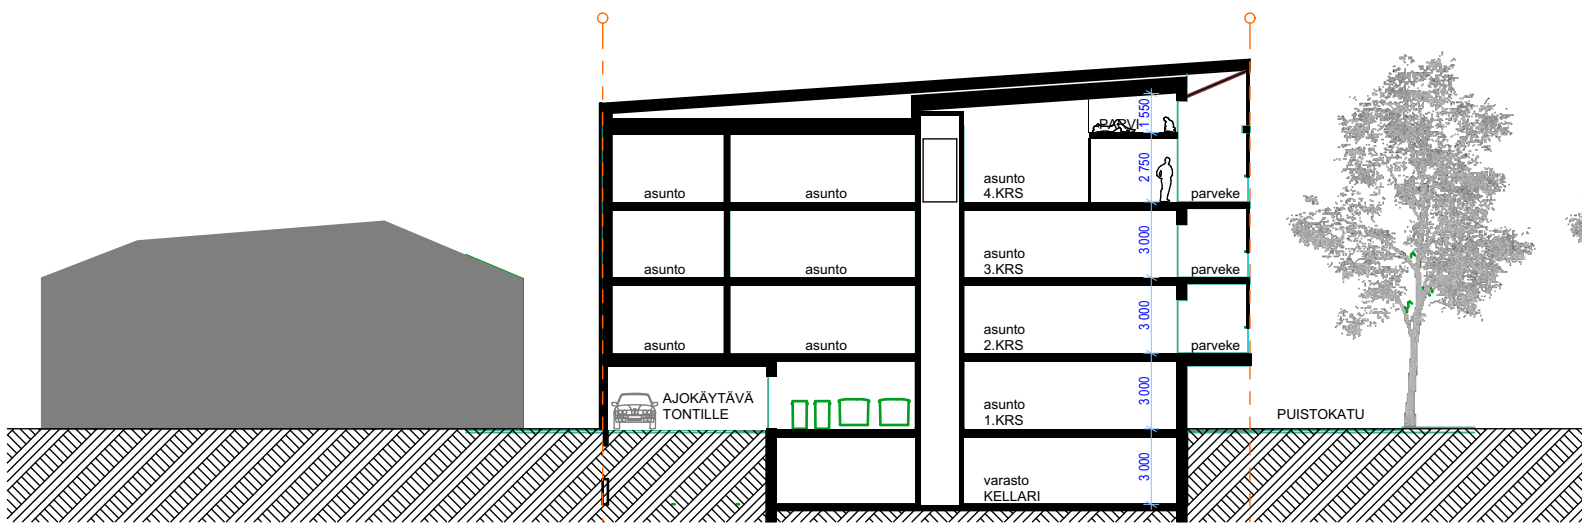 1 550
PARVI
2 750
asunto
asunto
asunto
4.KRS
parveke
3 000
asunto
asunto
asunto
3.KRS
parveke
3 000
asunto
asunto
asunto
2.KRS
parveke
3 000
AJOKÄYTÄVÄ
TONTILLE
asunto
1.KRS
PUISTOKATU
3 000
varasto
KELLARI